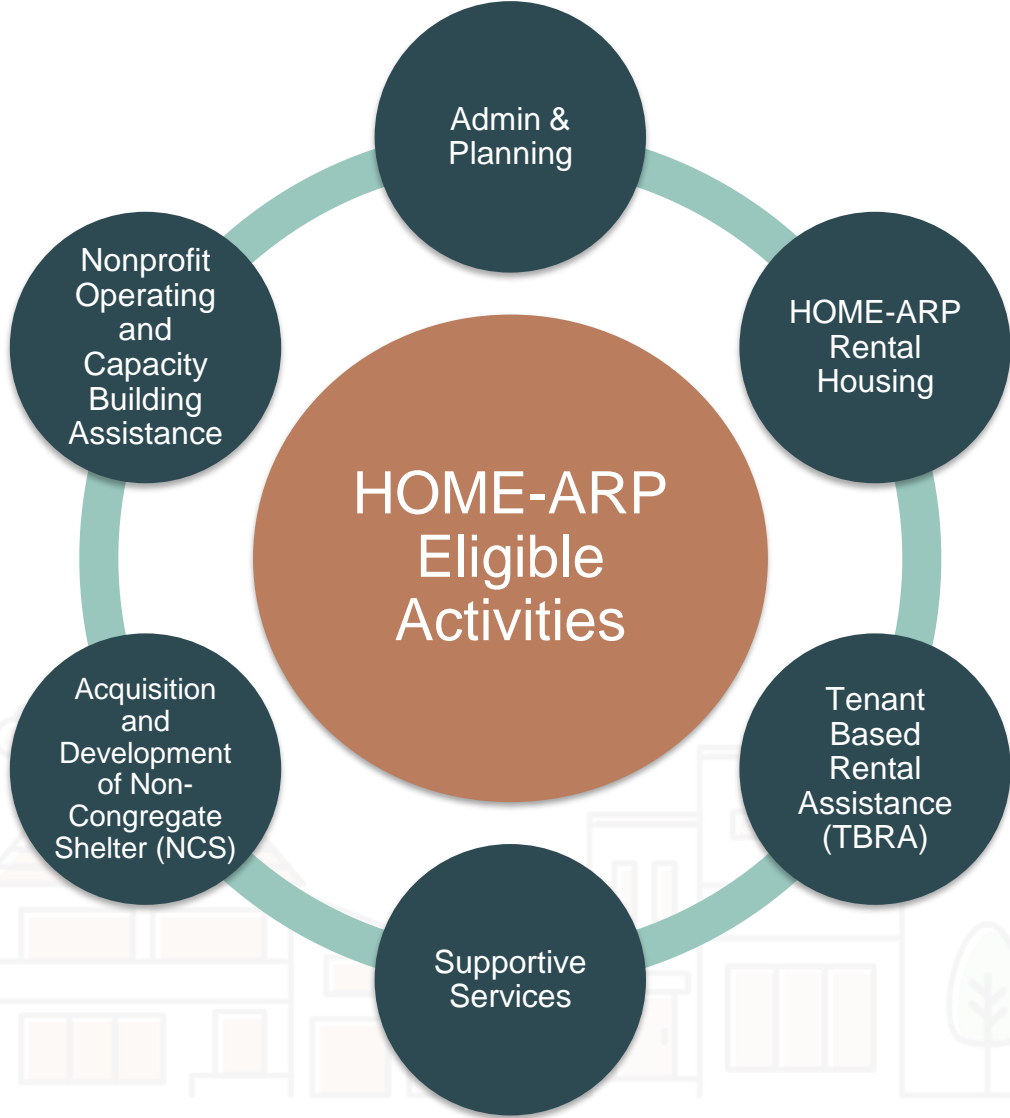 Admin &
Planning
HOME-ARP
Rental
Housing
Tenant
Based
Rental
Assistance
(TBRA)
Supportive
Services
Acquisition
and
Development
of Non-
Congregate
Shelter (NCS)
Nonprofit
Operating
and
Capacity
Building
Assistance
HOME-ARP
Eligible
Activities